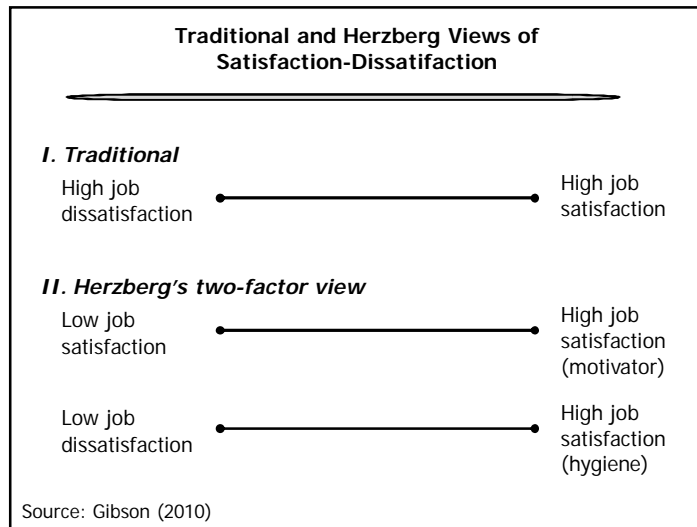 Traditional and Herzberg Views of
Satisfaction-Dissatifaction
I. Traditional
High job
dissatisfaction
High job
satisfaction
II. Herzberg's two-factor view
Low job
satisfaction
High job
satisfaction
(motivator)
Low job
dissatisfaction
High job
satisfaction
(hygiene)
Source: Gibson (2010)